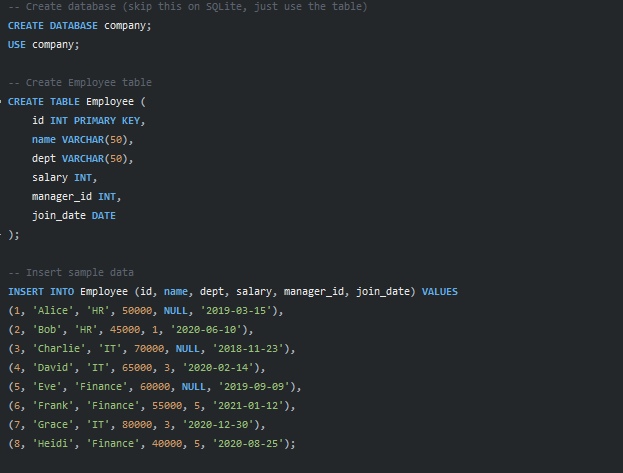 -- Create database (skip this on SQLite, just use the table)
CREATE DATABASE company;
USE company;
-- Create Employee table
CREATE TABLE Employee (
id INT PRIMARY KEY,
name VARCHAR(50),
dept VARCHAR(50),
salary INT,
manager_id INT,
join_date DATE
);
-- Insert sample data
INSERT INTO Employee (id, name, dept, salary, manager_id, join_date) VALUES
(1, 'Alice', 'HR', 50000, NULL, '2019-03-15'),
(2, 'Bob', 'HR', 45000, 1, '2020-06-10'),
(3, 'Charlie', 'IT', 70000, NULL, '2018-11-23'),
(4, 'David', 'IT', 65000, 3, '2020-02-14'),
(5, 'Eve', 'Finance', 60000, NULL, '2019-09-09'),
(6, 'Frank', 'Finance', 55000, 5, '2021-01-12'),
(7, 'Grace', 'IT', 80000, 3, '2020-12-30'),
(8, 'Heidi', 'Finance', 40000, 5, '2020-08-25');